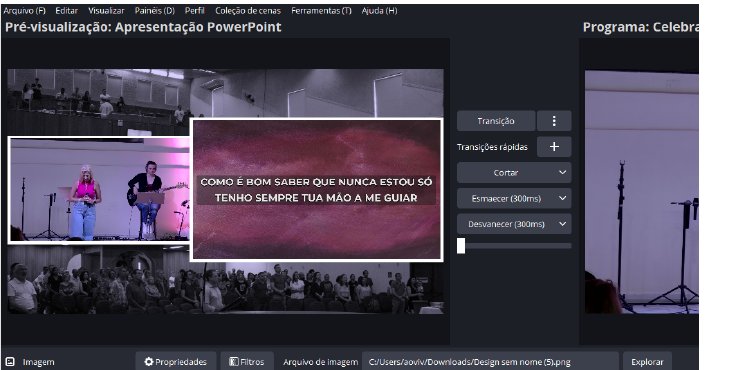 Arquivo (F) Editar Visualizar Painéis (D) Perfil Coleção de cenas Ferramentas (T) Ajuda (H)
Pré-visualização: Apresentação PowerPoint
Programa: Celebra
COMO É BOM SABER QUE NUNCA ESTOU SÓ
TENHO SEMPRE TUA MÃO A ME GUIAR
Transição
Transições rápidas
Cortar
Esmaecer (300ms)
Desvanecer (300ms)
Imagem
Propriedades
Filtros
Arquivo de imagem
C:/Users/aoviv/Downloads/Design sem nome (5).png
Explorar